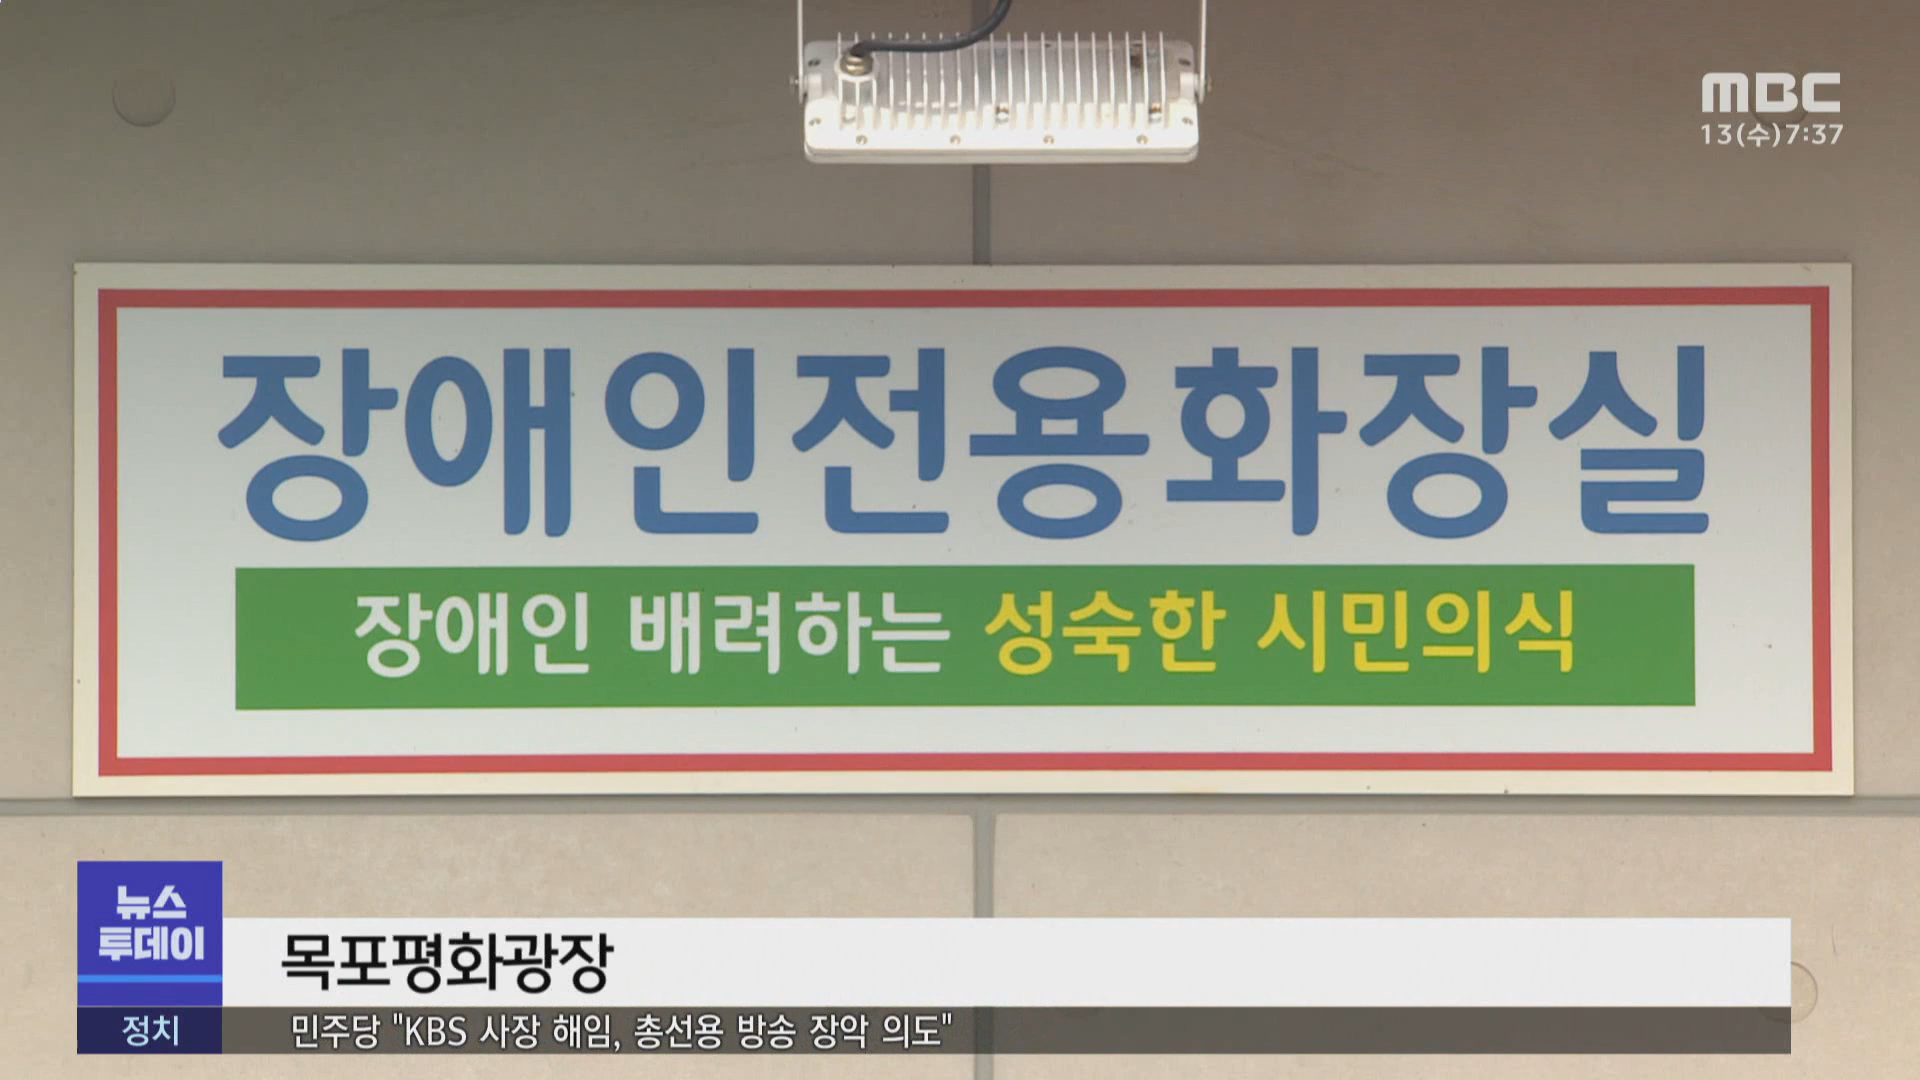 MBC
13(수)7:37
장애인전용화장실
장애인 배려하는 성숙한 시민의식
뉴스
투데이
목포평화광장
정치
민주당 "KBS 사장 해임, 총선용 방송 장악 의도"